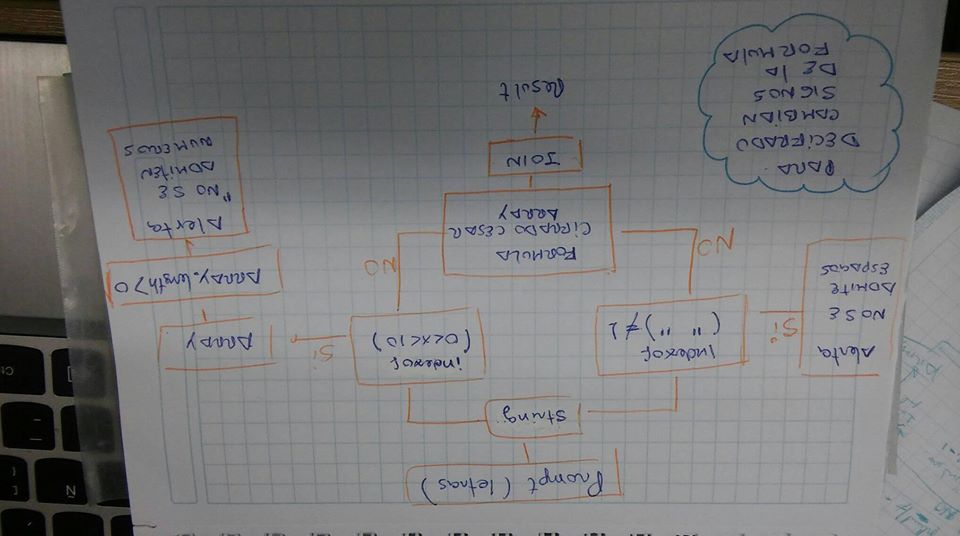 Prompt (letras)
String
Indexof
(" ") ≠ 1
indexof
(0<x<10)
Alerta
NO SE
ADMITE
ESPACIOS
Si
Si
ARRAY
ARRAY.length>0
Alerta
"NO SE
ADMITEN
NUMEROS
NO
NO
FORMULA
CIFRADO CESAR
ARRAY
JOIN
Result
PARA
DECIFRADO
CAMBIAN
SIGNOS
DE la
FORMULA
Ñ